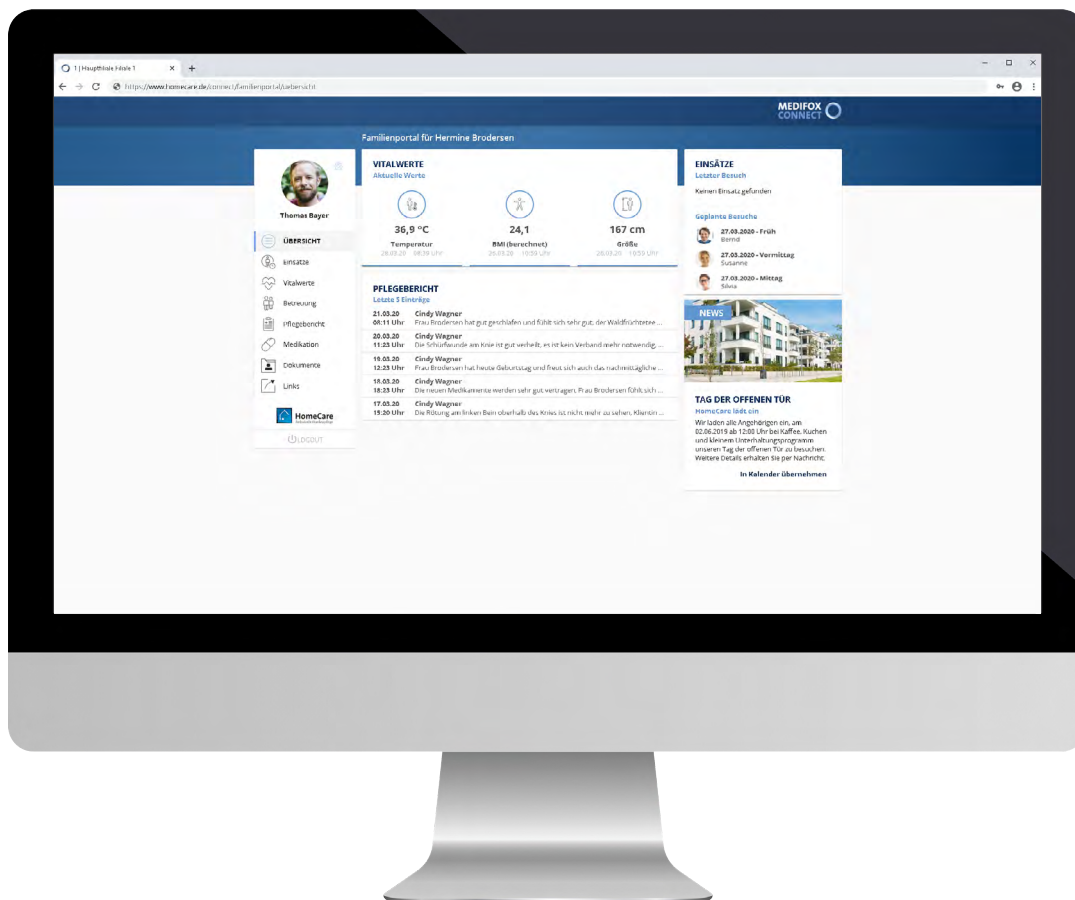 1 | Hauptfiliale Filiale 1
https://www.homecare.de/connect/familienportal/uebersicht
MEDIFOX
CONNECT
Familienportal für Hermine Brodersen
Thomas Bayer
ÜBERSICHT
Einsätze
Vitalwerte
Betreuung
Pflegebericht
Medikation
Dokumente
Links
HomeCare
LOGOUT
VITALWERTE
Aktuelle Werte
36,9 °C
Temperatur
26.03.20 - 08:39 Uhr
24,1
BMI (berechnet)
26.03.20 - 10:59 Uhr
167 cm
Größe
26.03.20 - 10:59 Uhr
PFLEGEBERICHT
Letzte 5 Einträge
21.03.20 Cindy Wagner
08:11 Uhr Frau Brodersen hat gut geschlafen und fühlt sich sehr gut; der Waldfrüchtetee ...
20.03.20 Cindy Wagner
11:23 Uhr Die Schürfwunde am Knie ist gut verheilt, es ist kein Verband mehr notwendig, ...
19.03.20 Cindy Wagner
12:23 Uhr Frau Brodersen hat heute Geburtstag und freut sich auch das nachmittägliche ...
18.03.20 Cindy Wagner
18:23 Uhr Die neuen Medikamente werden sehr gut vertragen. Frau Brodersen fühlt sich ...
17.03.20 Cindy Wagner
15:20 Uhr Die Rötung am linken Bein oberhalb des Knies ist nicht mehr zu sehen, Klientin ...
EINSÄTZE
Letzter Besuch
Keinen Einsatz gefunden
Geplante Besuche
27.03.2020 - Früh
Bernd
27.03.2020 - Vormittag
Susanne
27.03.2020 - Mittag
Silvia
NEWS
TAG DER OFFENEN TÜR
HomeCare lädt ein
Wir laden alle Angehörigen ein, am
02.06.2019 ab 12:00 Uhr bei Kaffee, Kuchen
und kleinem Unterhaltungsprogramm
unseren Tag der offenen Tür zu besuchen.
Weitere Details erhalten Sie per Nachricht.
In Kalender übernehmen